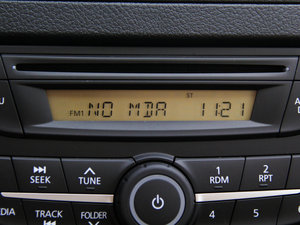 ST
FM1 NO MDA 11:21
SEEK TUNE 1 2
RDM RPT
TRACK FOLDER 4 5